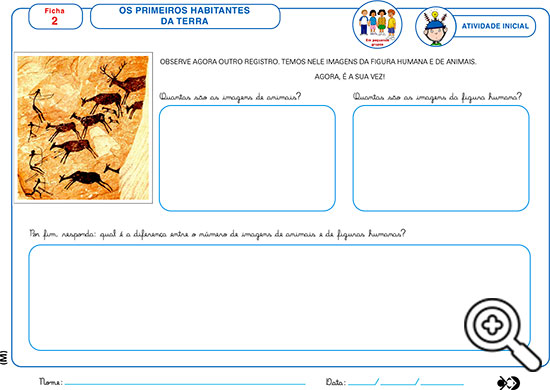 Ficha
2
OS PRIMEIROS HABITANTES
DA TERRA
Em pequenos
grupos
ATIVIDADE INICIAL
OBSERVE AGORA OUTRO REGISTRO. TEMOS NELE IMAGENS DA FIGURA HUMANA E DE ANIMAIS.
AGORA, É A SUA VEZ!
Quantas são as imagens de animais?
Quantas são as imagens da figura humana?
Por fim, responda: qual é a diferença entre o número de imagens de animais e de figuras humanas?
(M)
Nome:
Data: / /